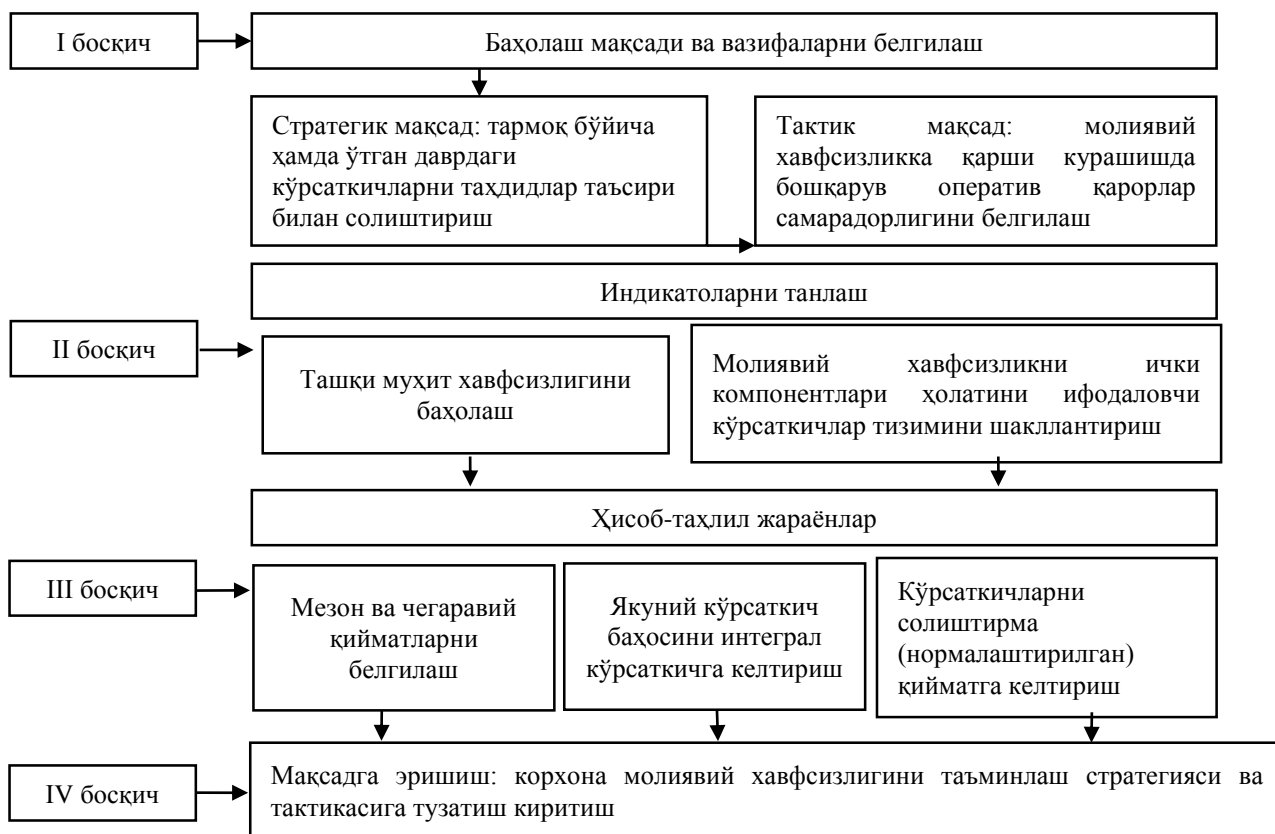 I босқич
Баҳолаш мақсади ва вазифаларни белгилаш
Стратегик мақсад: тармоқ бўйича
ҳамда ўтган даврдаги
кўрсаткичларни таҳдидлар таъсири
билан солиштириш
Тактик мақсад: молиявий
хавфсизликка қарши курашишда
бошқарув оператив қарорлар
самарадорлигини белгилаш
Индикатоларни танлаш
II босқич
Ташқи муҳит хавфсизлигини
баҳолаш
Молиявий хавфсизликни ички
компонентлари ҳолатини ифодаловчи
кўрсаткичлар тизимини шакллантириш
Ҳисоб-таҳлил жараёнлар
III босқич
Мезон ва чегаравий
қийматларни
белгилаш
Якуний кўрсаткич
баҳосини интеграл
кўрсаткичга келтириш
Кўрсаткичларни
солиштирма
(нормалаштирилган)
қийматга келтириш
IV босқич
Мақсадга эришиш: корхона молиявий хавфсизлигини таъминлаш стратегияси ва
тактикасига тузатиш киритиш